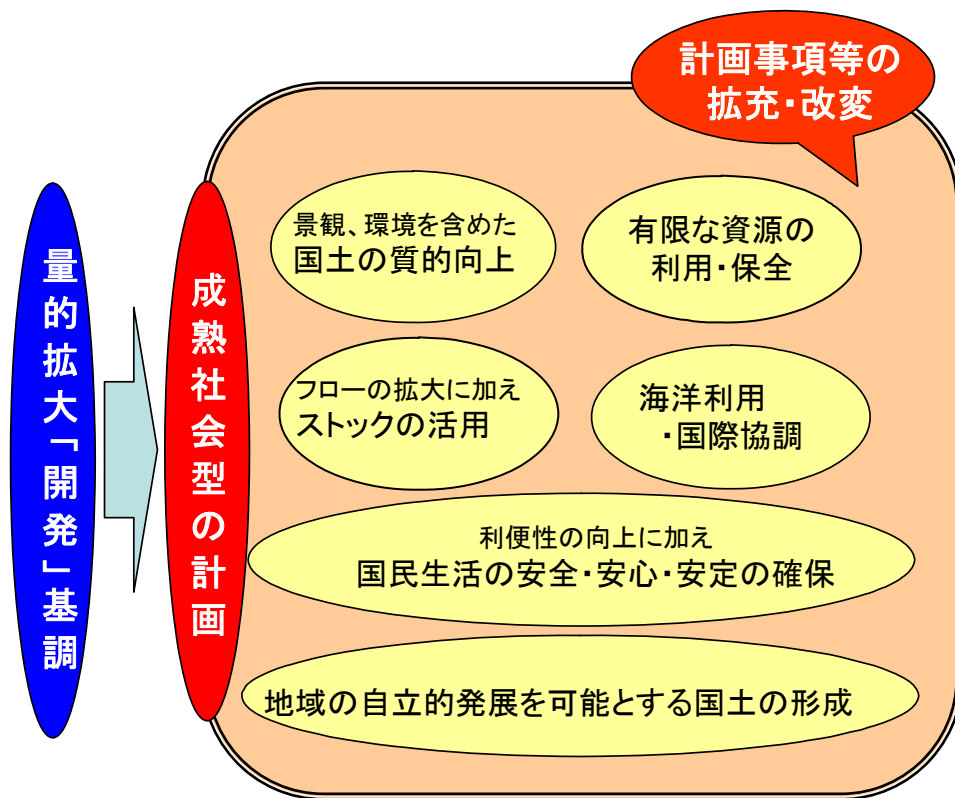 計画事項等の
拡充・改変
量的拡大「開発」基調
成熟社会型の計画
景観、環境を含めた
国土の質的向上
有限な資源の
利用・保全
フローの拡大に加え
ストックの活用
海洋利用
・国際協調
利便性の向上に加え
国民生活の安全・安心・安定の確保
地域の自立的発展を可能とする国土の形成